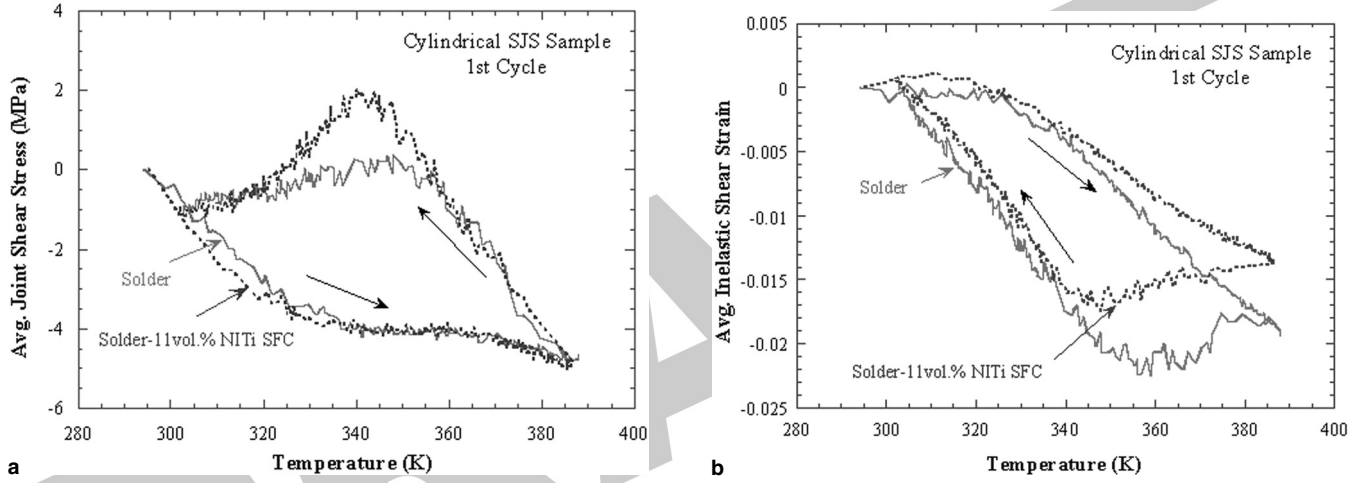 4
2
0
-2
-4
-6
Avg. Joint Shear Stress (MPa)
Cylindrical SJS Sample
1st Cycle
Solder
Solder-11vol.% NITi SFC
280 300 320 340 360 380 400
Temperature (K)
a
0.005
0
-0.005
-0.01
-0.015
-0.02
-0.025
Avg. Inelastic Shear Strain
Cylindrical SJS Sample
1st Cycle
Solder
Solder-11vol.% NITi SFC
280 300 320 340 360 380 400
Temperature (K)
b